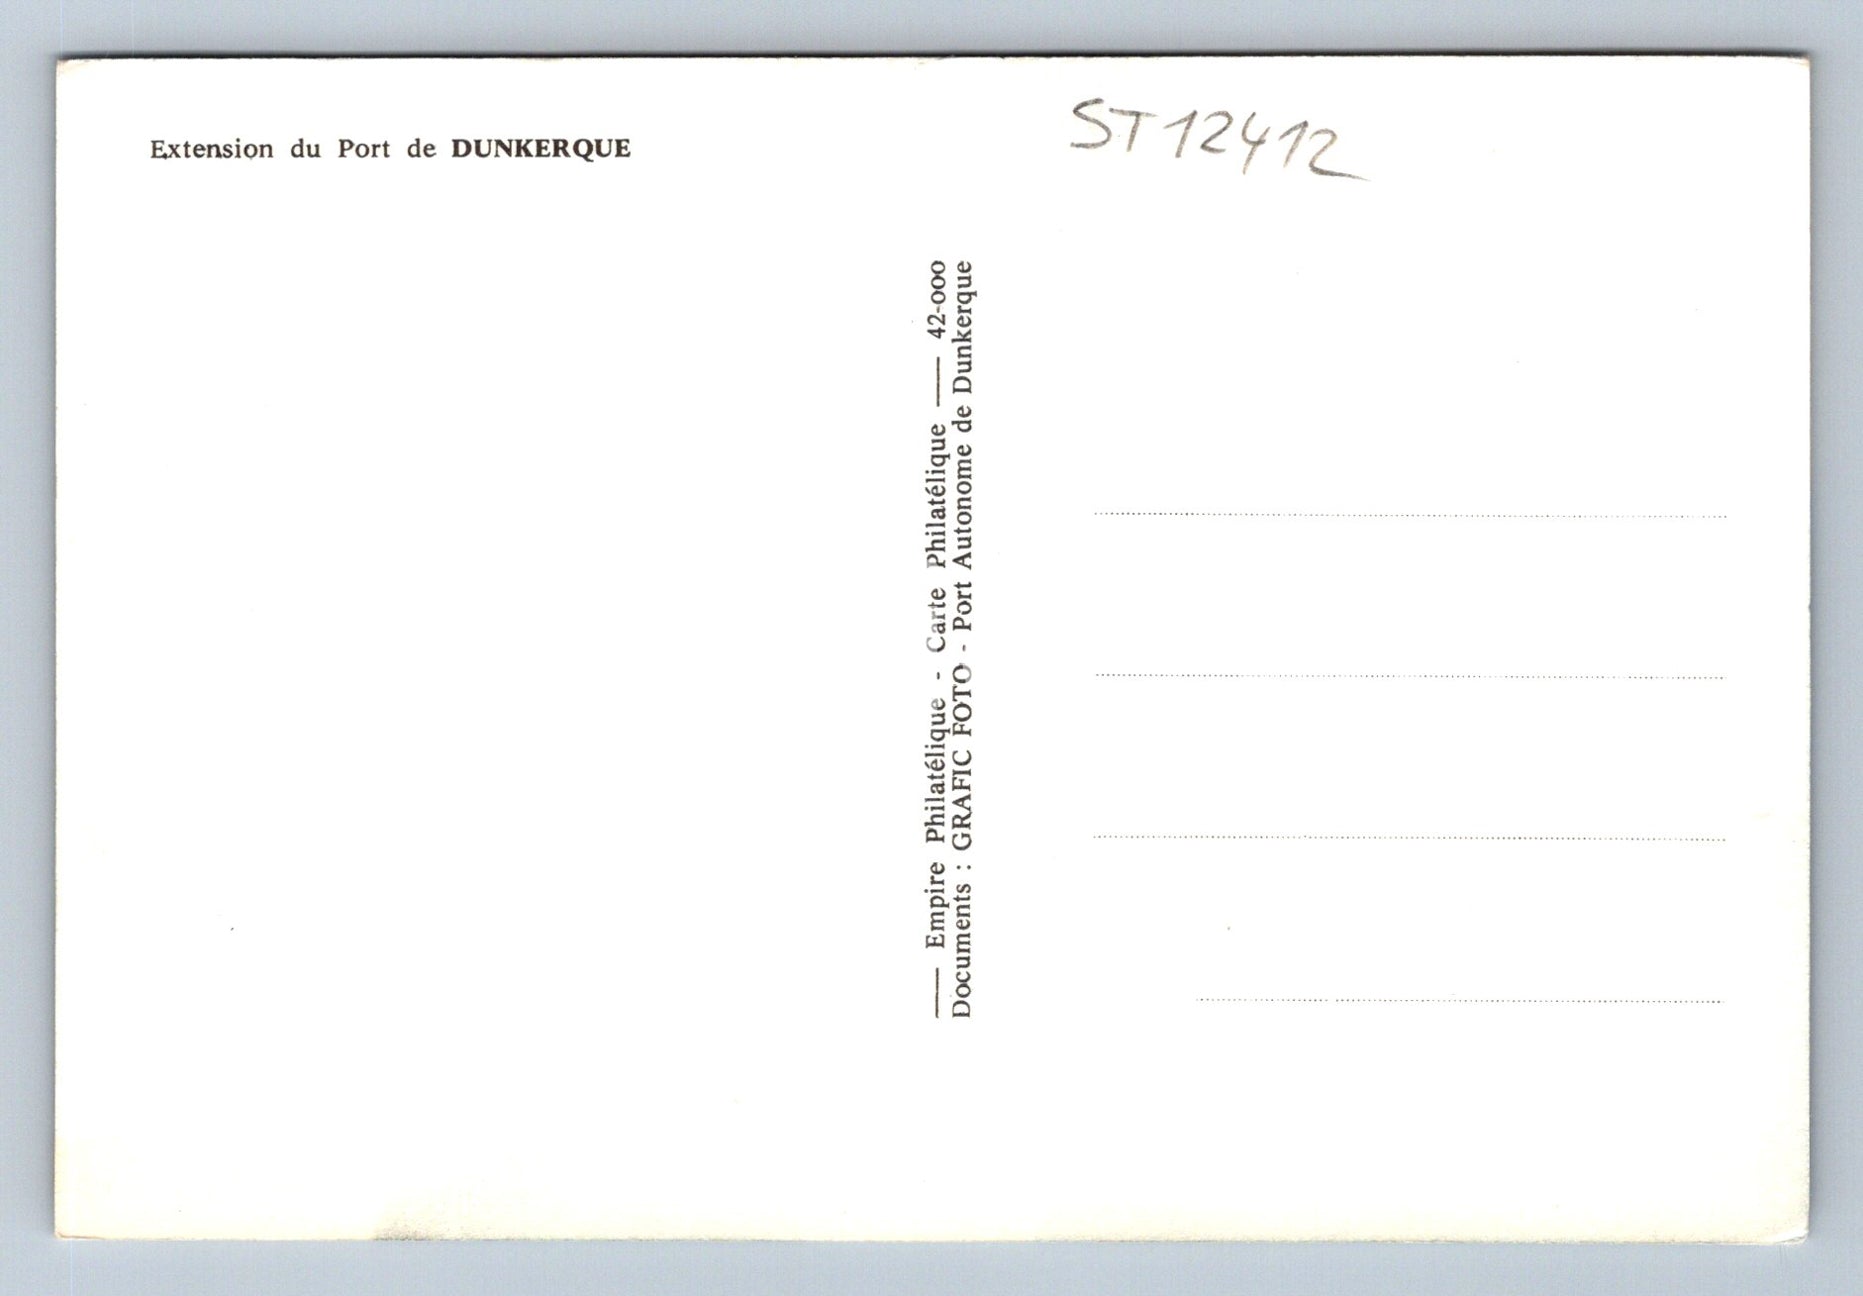 Extension du Port de DUNKERQUE
ST12412
—— Empire Philatélique - Carte Philatélique —— 42-000
Documents : GRAFIC FOTO - Port Autonome de Dunkerque